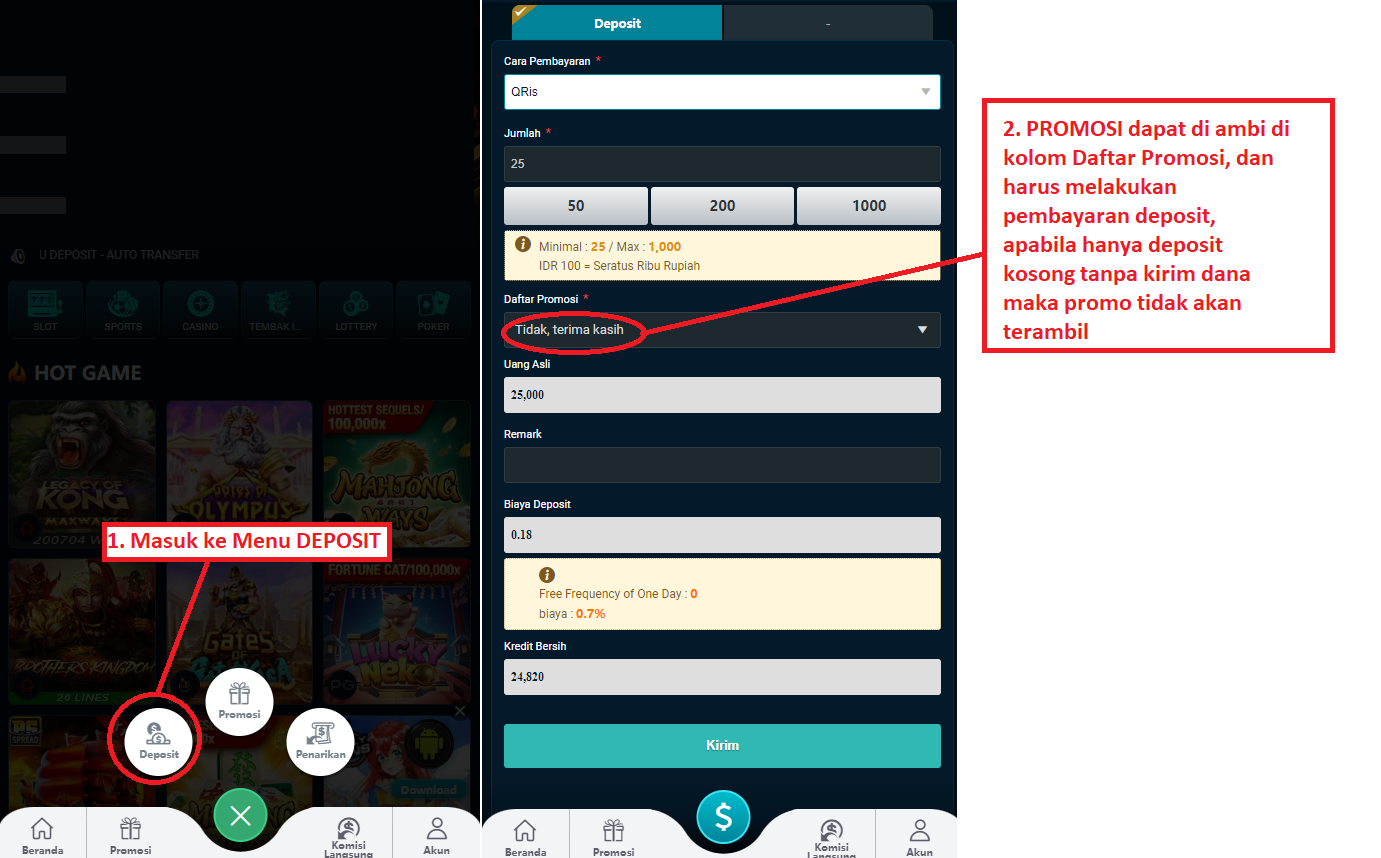 U DEPOSIT - AUTO TRANSFER
SLOT
SPORTS
CASINO
TEMBAK I...
LOTTERY
POKER
HOT GAME
LEGACY OF
KONG
MAXWAYS
Gates of
OLYMPUS
HOTTEST SEQUELS/
100,000x
MAHJONG
WAYS
1. Masuk ke Menu DEPOSIT
BROTHERS KINGDOM
20 LINES
GATES
OF
FORTUNE CAT/100,000x
LUCKY
Neko
Promosi
Deposit
Penarikan
SPREAD
Download
Beranda
Promosi
Komisi
Langsung
Akun
Deposit
-
Cara Pembayaran *
QRis
Jumlah *
25
50
200
1000
Minimal : 25 / Max : 1,000
IDR 100 = Seratus Ribu Rupiah
Daftar Promosi *
Tidak, terima kasih
Uang Asli
25,000
Remark
Biaya Deposit
0.18
Free Frequency of One Day : 0
biaya : 0.7%
Kredit Bersih
24,820
Kirim
$
Beranda
Promosi
Komisi
Langsung
Akun
2. PROMOSI dapat di ambi di
kolom Daftar Promosi, dan
harus melakukan
pembayaran deposit,
apabila hanya deposit
kosong tanpa kirim dana
maka promo tidak akan
terambil